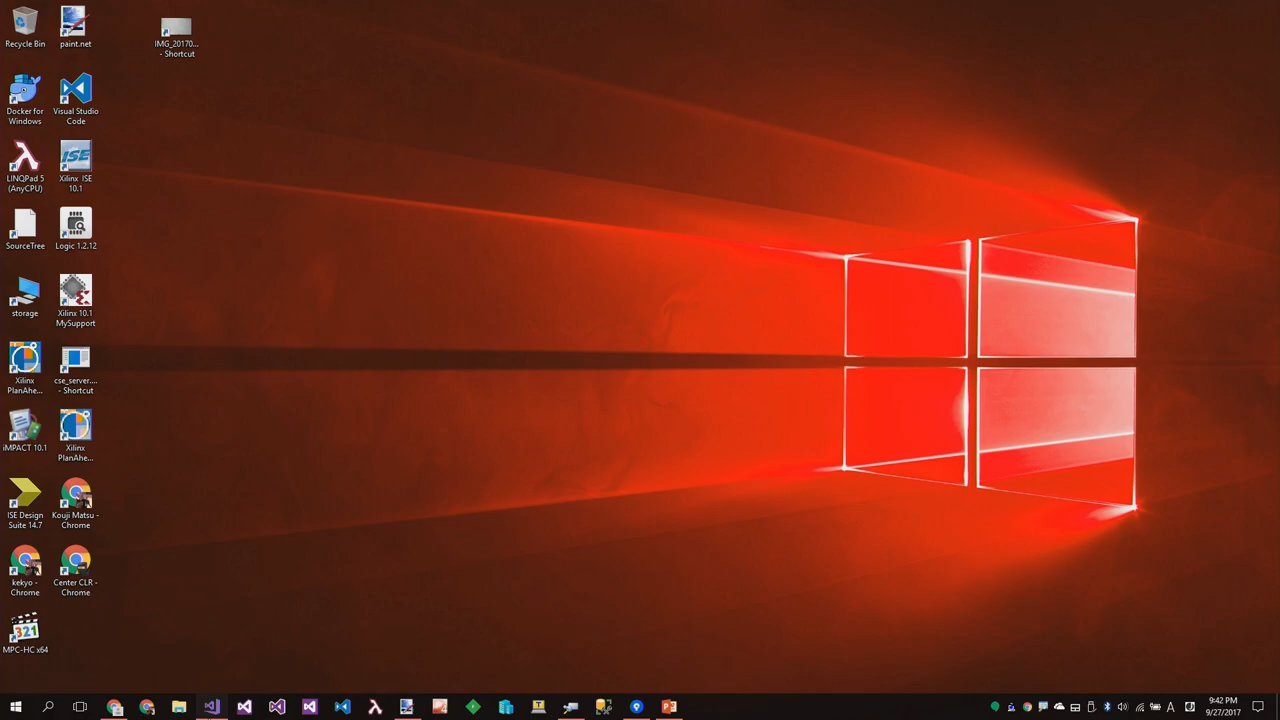 Recycle Bin
paint.net
IMG_20170...
- Shortcut
Docker for
Windows
Visual Studio
Code
LINQPad 5
(AnyCPU)
ISE
Xilinx ISE
10.1
SourceTree
Logic 1.2.12
storage
Xilinx 10.1
MySupport
Xilinx
PlanAhe...
cse_server....
- Shortcut
iMPACT 10.1
Xilinx
PlanAhe...
ISE Design
Suite 14.7
Kouji Matsu -
Chrome
kekyo -
Chrome
Center CLR -
Chrome
321
MPC-HC x64
A
9:42 PM
9/27/2017